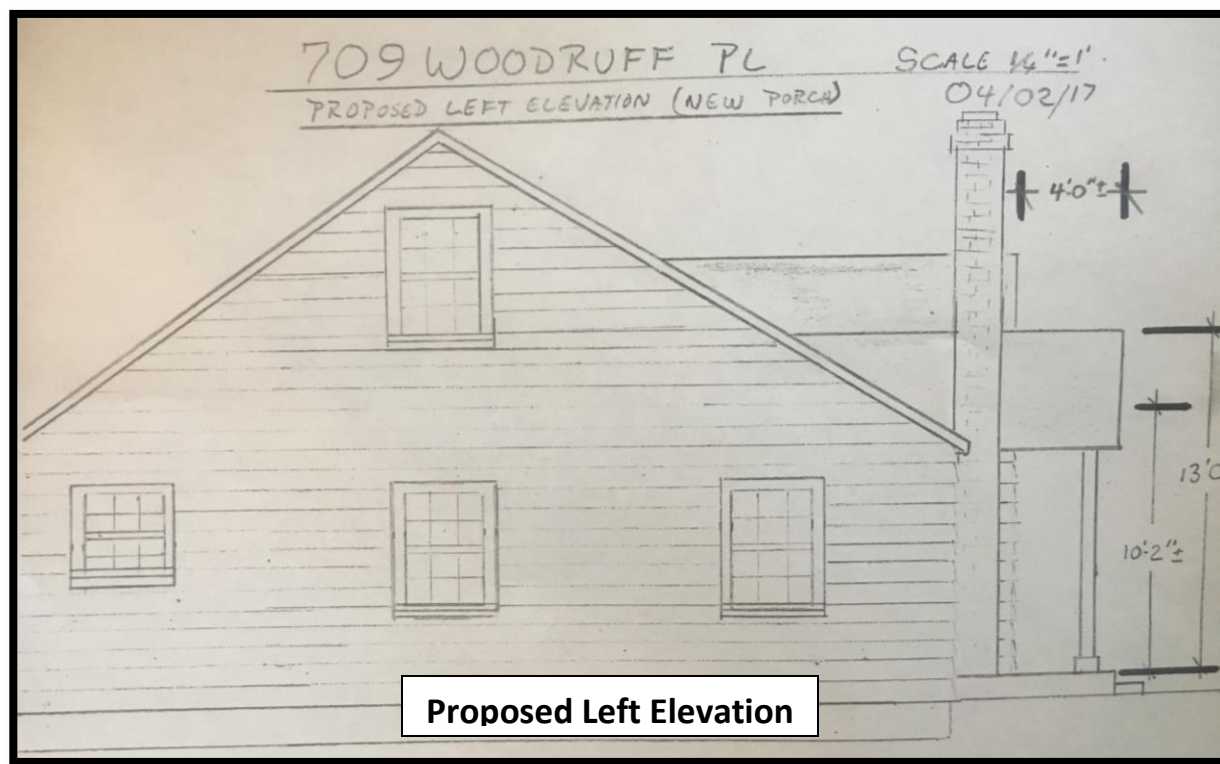 709 WOODRUFF PL
PROPOSED LEFT ELEVATION (NEW PORCH)
SCALE 1/4"=1'
04/02/17
4'0"±
13'0
10'-2"±
Proposed Left Elevation